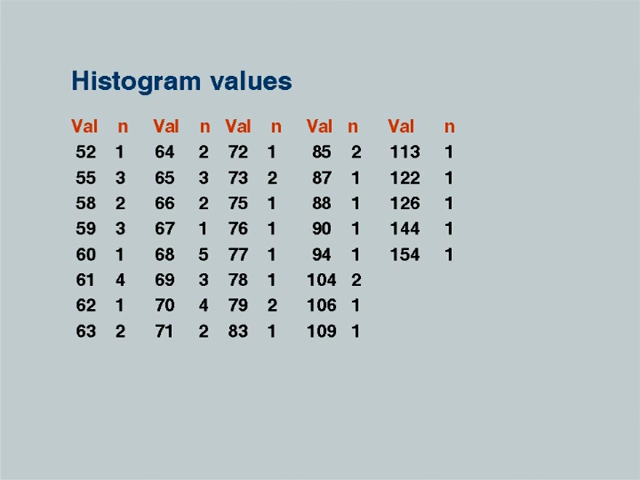 Histogram values
Val n Val n Val n Val n Val n
52 1 64 2 72 1 85 2 113 1
55 3 65 3 73 2 87 1 122 1
58 2 66 2 75 1 88 1 126 1
59 3 67 1 76 1 90 1 144 1
60 1 68 5 77 1 94 1 154 1
61 4 69 3 78 1 104 2
62 1 70 4 79 2 106 1
63 2 71 2 83 1 109 1